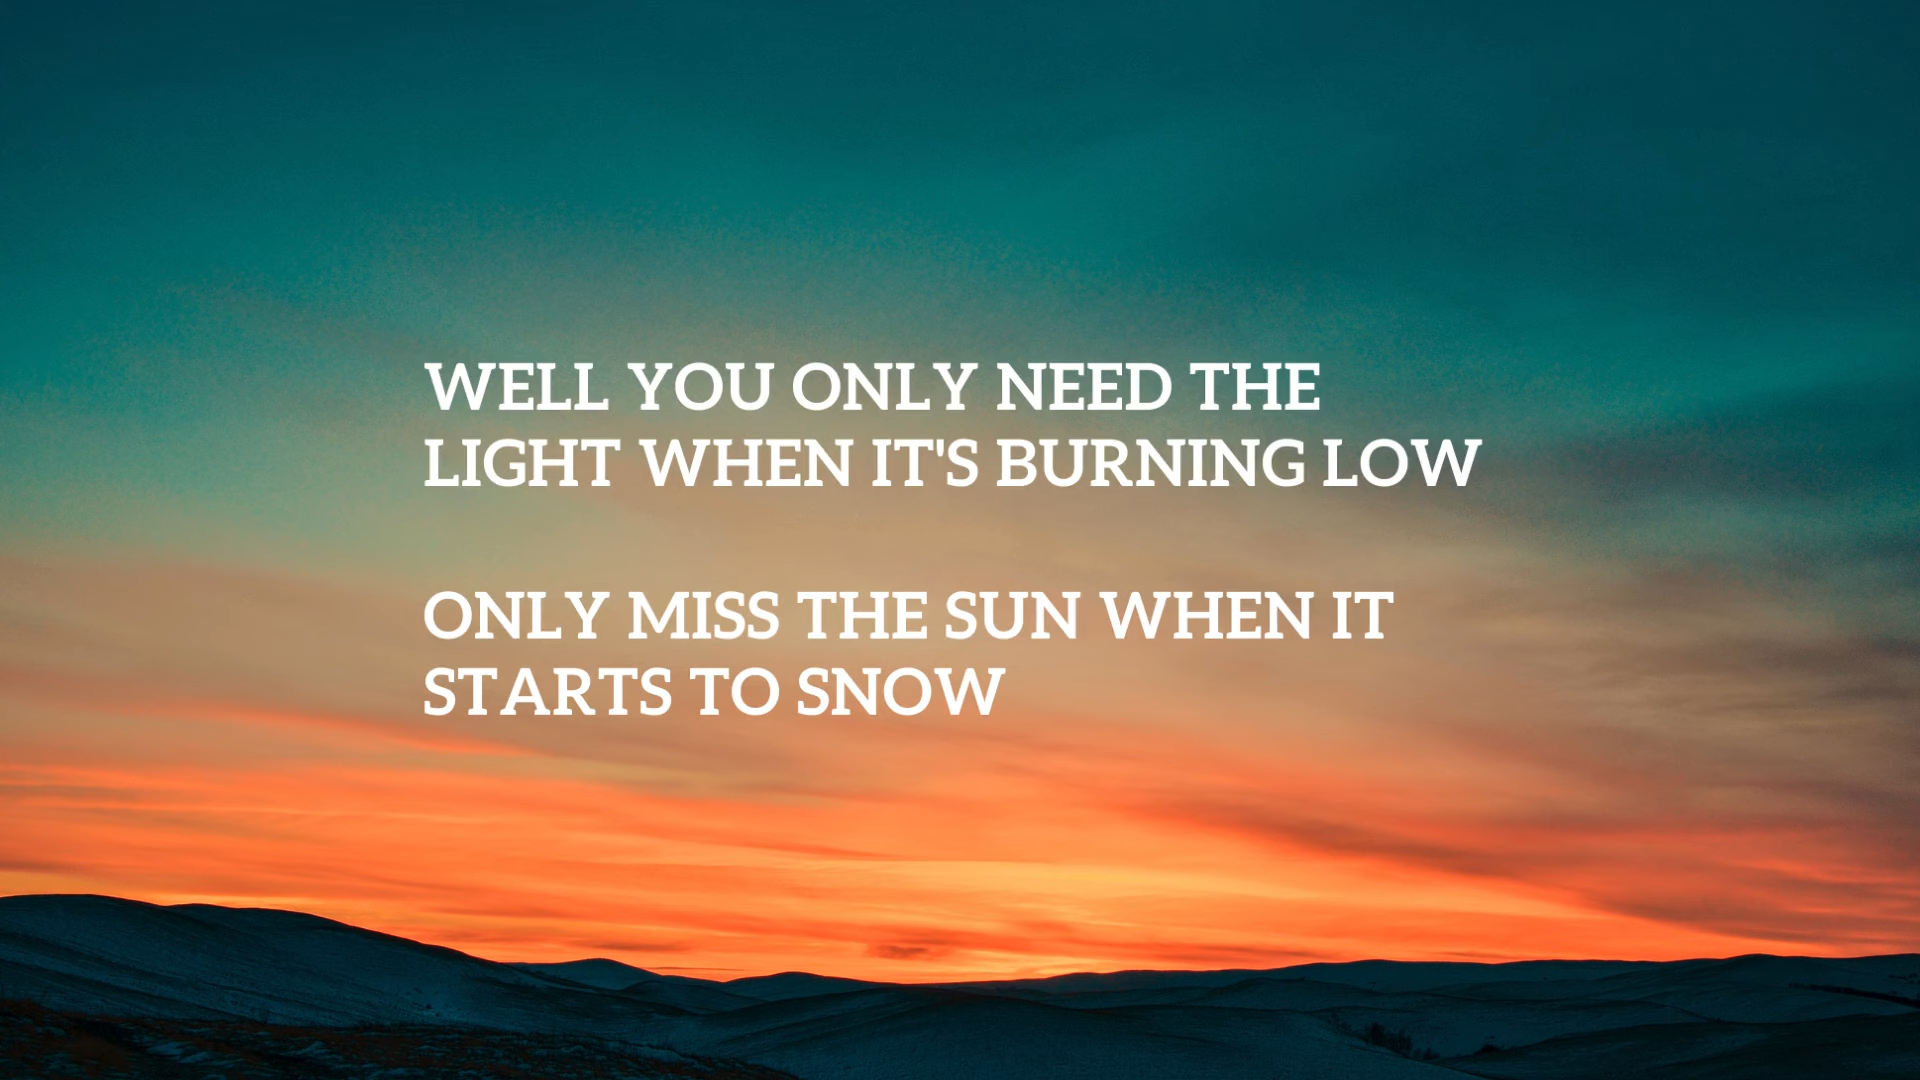 WELL YOU ONLY NEED THE
LIGHT WHEN IT'S BURNING LOW
ONLY MISS THE SUN WHEN IT
STARTS TO SNOW